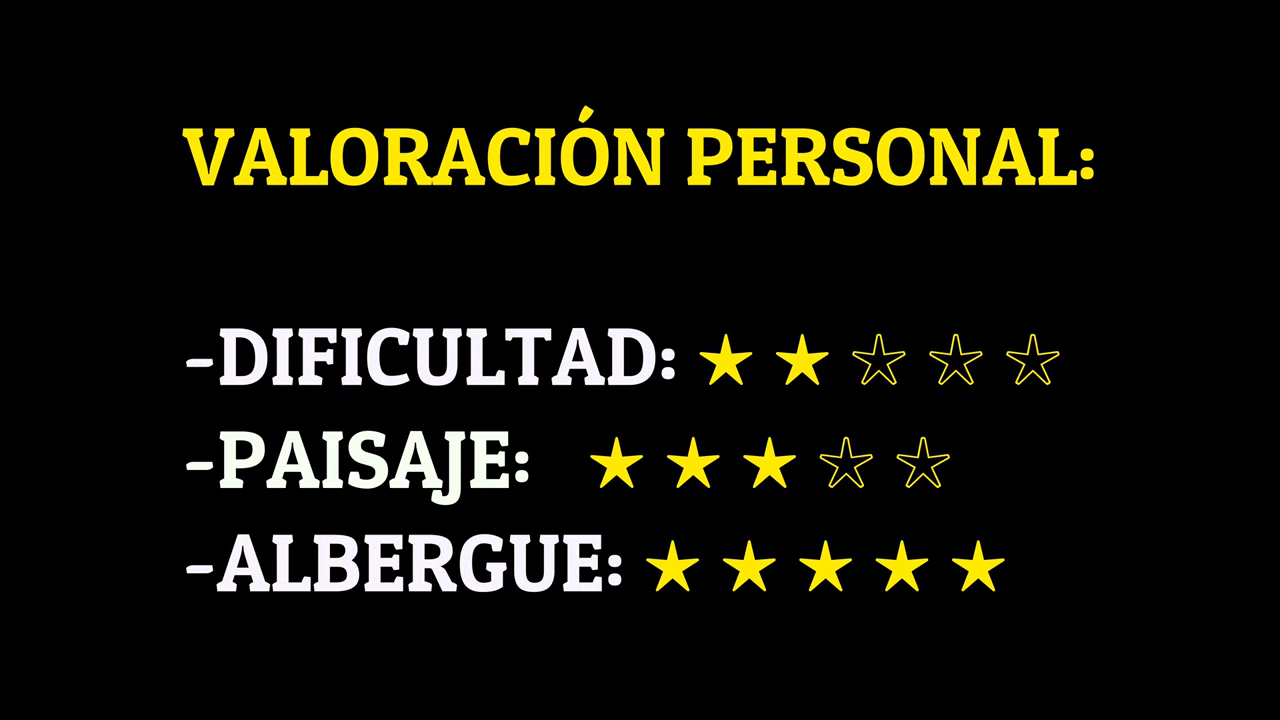 VALORACIÓN PERSONAL:
-DIFICULTAD: ★ ★ ☆ ☆ ☆
-PAISAJE: ★ ★ ★ ☆ ☆
-ALBERGUE: ★ ★ ★ ★ ★